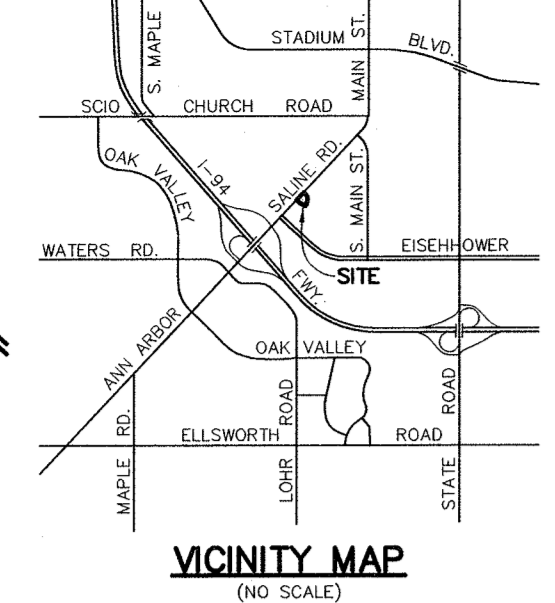 S. MAPLE
STADIUM
MAIN ST.
BLVD.
SCIO CHURCH ROAD
OAK VALLEY
I-94
SALINE RD.
S. MAIN ST.
WATERS RD.
EISEHHOWER
SITE
FWY.
ANN ARBOR
OAK VALLEY
MAPLE RD.
ELLSWORTH ROAD
LOHR ROAD
STATE ROAD
VICINITY MAP
(NO SCALE)